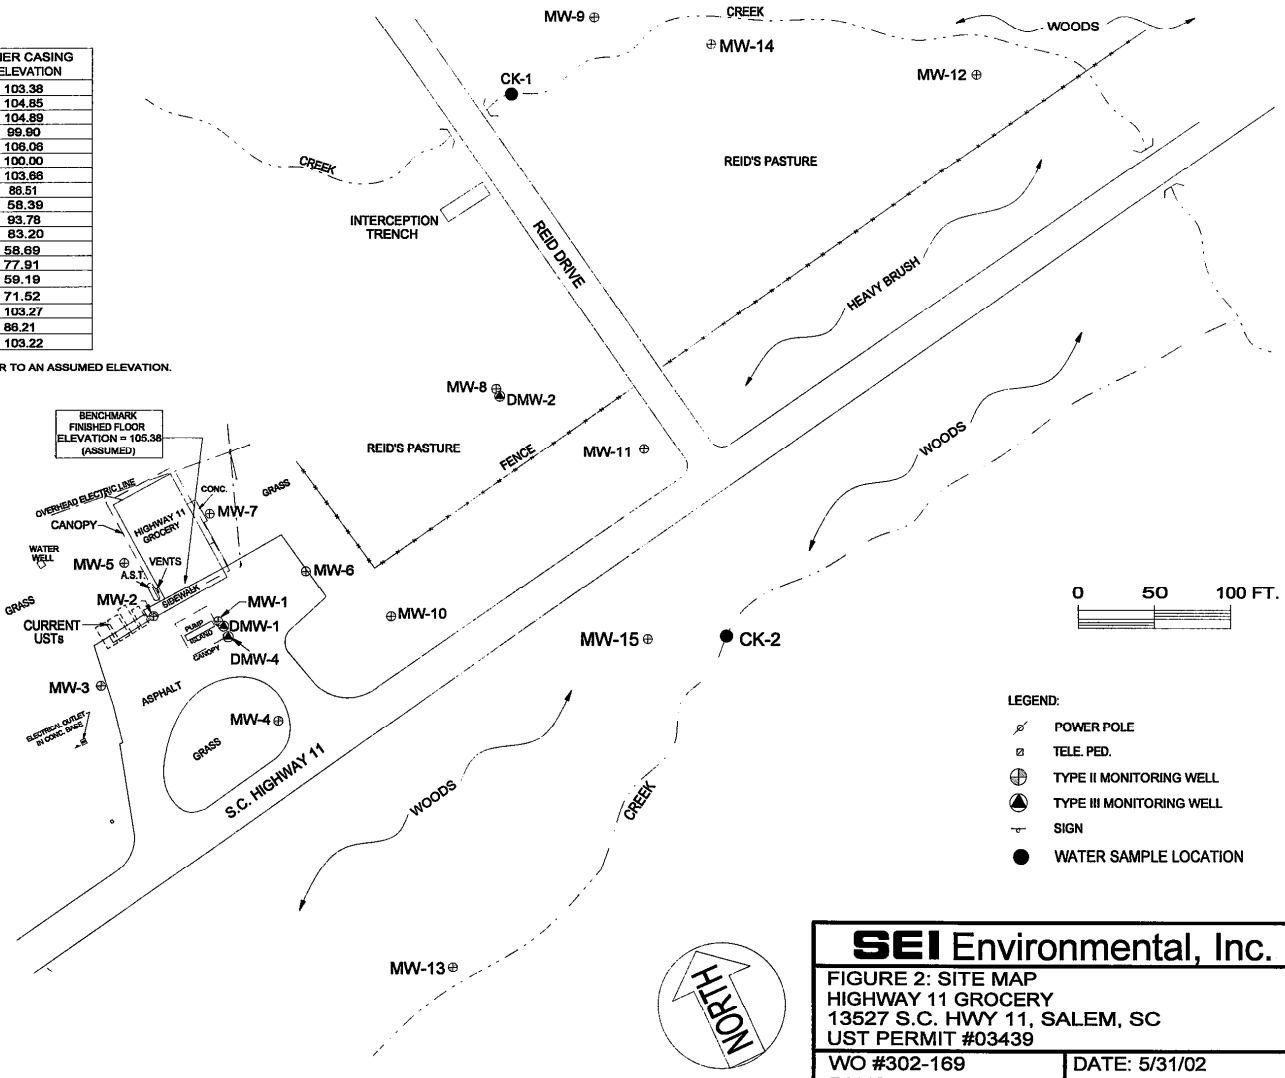 MW-9
CREEK
WOODS
MW-14
MW-12
CK-1
CREEK
REID'S PASTURE
INTERCEPTION
TRENCH
REID DRIVE
HEAVY BRUSH
ELEVATION
103.38
104.85
104.89
99.90
106.06
100.00
103.66
86.51
58.39
93.78
83.20
58.69
77.91
59.19
71.52
103.27
86.21
103.22
TO AN ASSUMED ELEVATION.
MW-8
DMW-2
BENCHMARK
FINISHED FLOOR
ELEVATION = 105.38
(ASSUMED)
REID'S PASTURE
FENCE
MW-11
WOODS
OVERHEAD ELECTRIC LINE
CONC.
GRASS
CANOPY
HIGHWAY 11
GROCERY
MW-7
WATER
WELL
MW-5
VENTS
A.S.T.
MW-6
GRASS
MW-2
SIDEWALK
MW-1
MW-10
CURRENT
USTs
PUMP
ISLAND
DMW-1
CANOPY
DMW-4
MW-15
CK-2
0 50 100 FT.
MW-3
ASPHALT
MW-4
GRASS
ELECTRICAL OUTLET
IN CONC. BASE
S.C. HIGHWAY 11
WOODS
CREEK
MW-13
LEGEND:
POWER POLE
TELE. PED.
TYPE II MONITORING WELL
TYPE III MONITORING WELL
SIGN
WATER SAMPLE LOCATION
NORTH
SEI Environmental, Inc.
FIGURE 2: SITE MAP
HIGHWAY 11 GROCERY
13527 S.C. HWY 11, SALEM, SC
UST PERMIT #03439
WO #302-169
DATE: 5/31/02